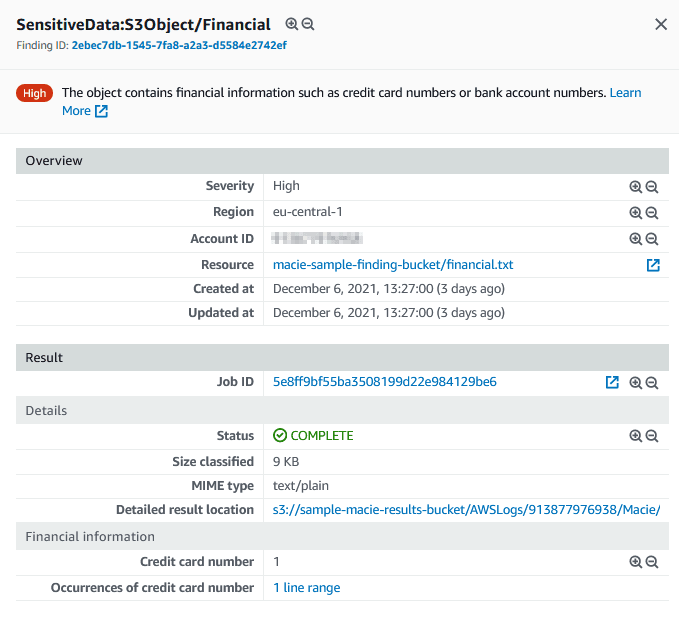 SensitiveData:S3Object/Financial
Finding ID: 2ebec7db-1545-7fa8-a2a3-d5584e2742ef
High The object contains financial information such as credit card numbers or bank account numbers. Learn
More
Overview
Severity High
Region eu-central-1
Account ID
Resource macie-sample-finding-bucket/financial.txt
Created at December 6, 2021, 13:27:00 (3 days ago)
Updated at December 6, 2021, 13:27:00 (3 days ago)
Result
Job ID 5e8ff9bf55ba3508199d22e984129be6
Details
Status COMPLETE
Size classified 9 KB
MIME type text/plain
Detailed result location s3://sample-macie-results-bucket/AWSLogs/913877976938/Macie/
Financial information
Credit card number 1
Occurrences of credit card number 1 line range